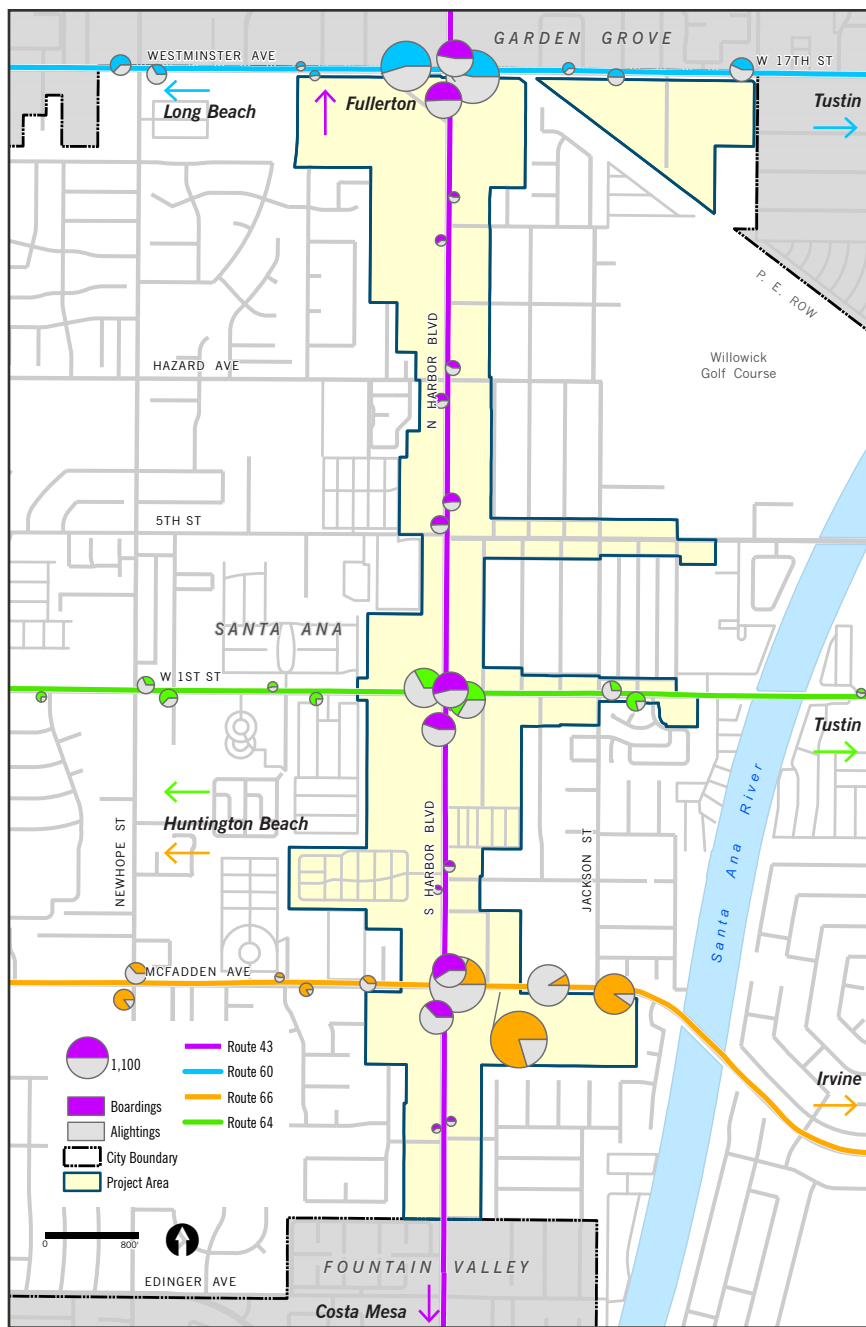 GARDEN GROVE
WESTMINSTER AVE
W 17TH ST
Long Beach
Fullerton
Tustin
P. E. ROW
Willowick
Golf Course
HAZARD AVE
N HARBOR BLVD
5TH ST
SANTA ANA
W 1ST ST
Tustin
Huntington Beach
NEWHOPE ST
S HARBOR BLVD
JACKSON ST
Santa Ana River
MCFADDEN AVE
1,100
Route 43
Route 60
Route 66
Route 64
Boardings
Alightings
City Boundary
Project Area
Irvine
0 800'
EDINGER AVE
FOUNTAIN VALLEY
Costa Mesa